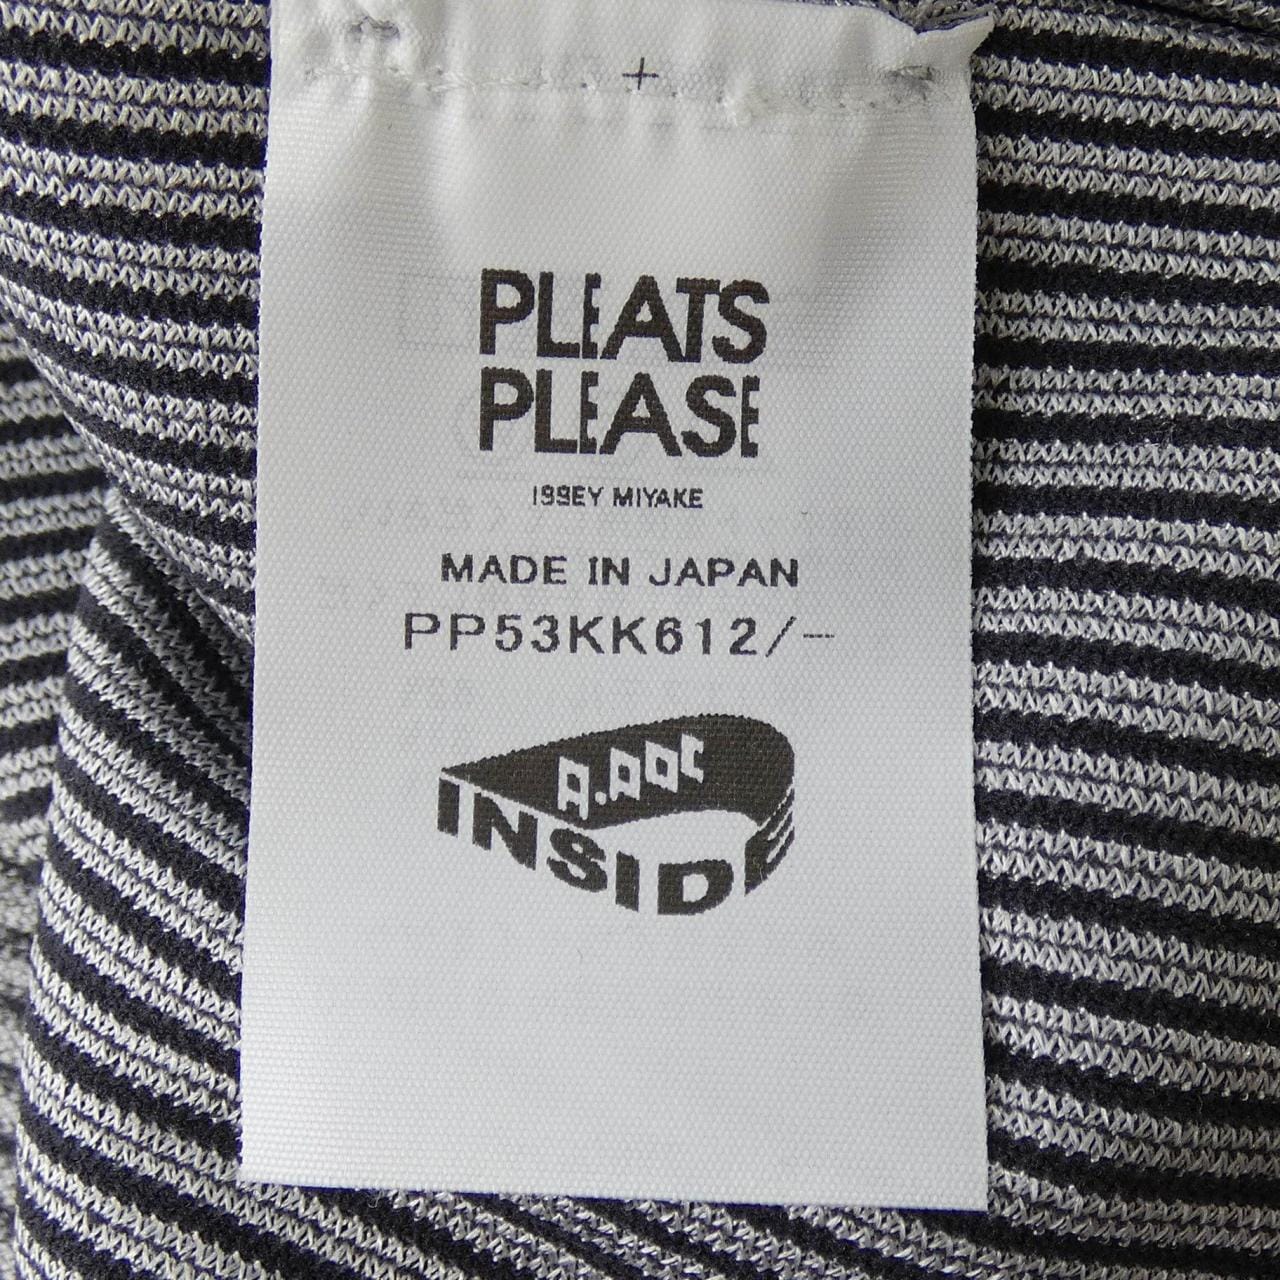 +
PLEATS
PLEASE
ISSEY MIYAKE
MADE IN JAPAN
PP53KK612/-
A.POC
INSIDE